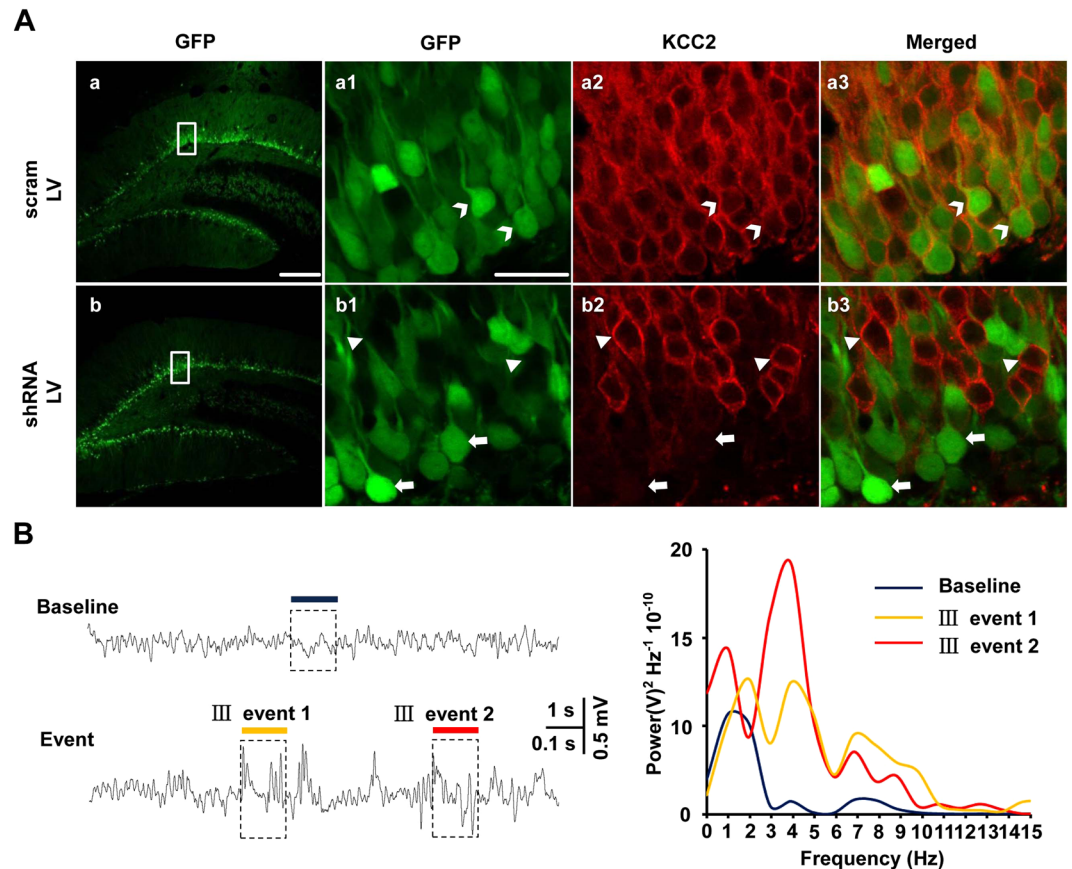 A
GFP GFP KCC2 Merged
scram
LV
a a1 a2 a3
shRNA
LV
b b1 b2 b3
B
Baseline
Ⅲ event 1 Ⅲ event 2
Event
1 s
0.1 s
0.5 mV
Power(V)² Hz⁻¹ 10⁻¹⁰
20
15
10
5
0
0 1 2 3 4 5 6 7 8 9 10 11 12 13 14 15
Frequency (Hz)
Baseline
Ⅲ event 1
Ⅲ event 2